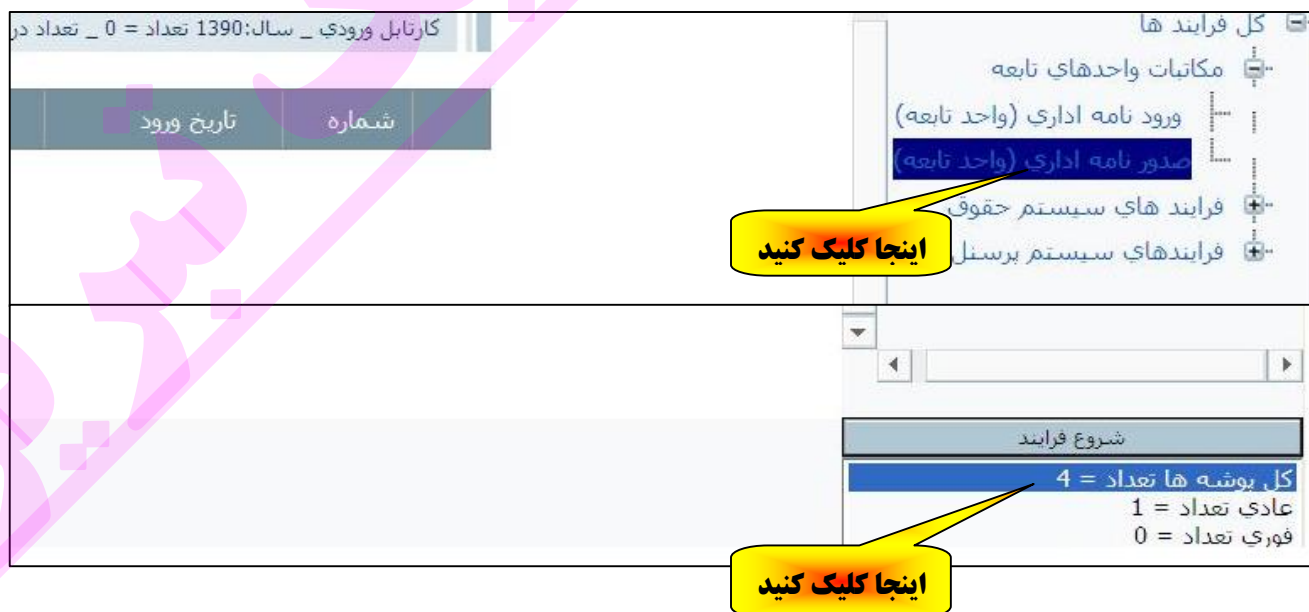 کل فرايند ها
کارتابل ورودي _ سـال:1390 تعداد = 0 _ تعداد در
مکاتبات واحدهاي تابعه
ورود نامه اداري (واحد تابعه)
شـماره
تاريخ ورود
صدور نامه اداري (واحد تابعه)
فرايند هاي سيستم حقوق
اینجا کلیک کنید
فرايندهاي سيستم پرسنل
شروع فرايند
کل پوشه ها تعداد = 4
عادي تعداد = 1
فوري تعداد = 0
اینجا کلیک کنید